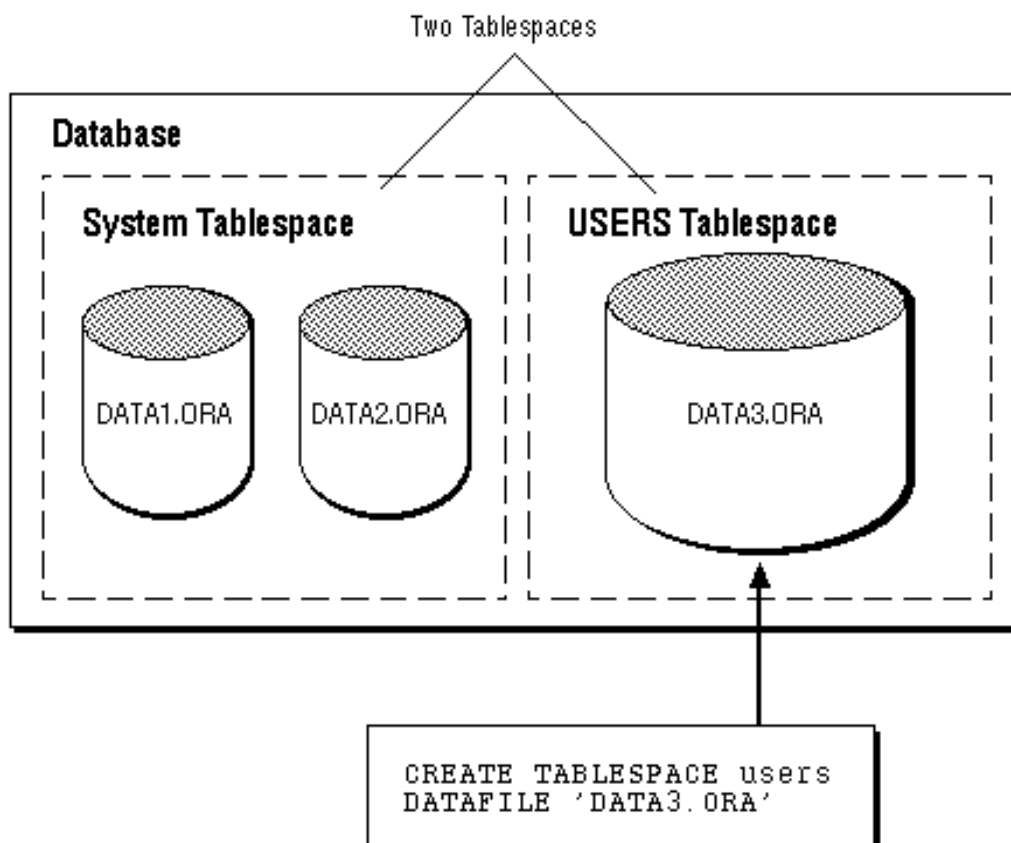 Two Tablespaces
Database
System Tablespace
USERS Tablespace
DATA1.ORA
DATA2.ORA
DATA3.ORA
CREATE TABLESPACE users
DATAFILE 'DATA3.ORA'